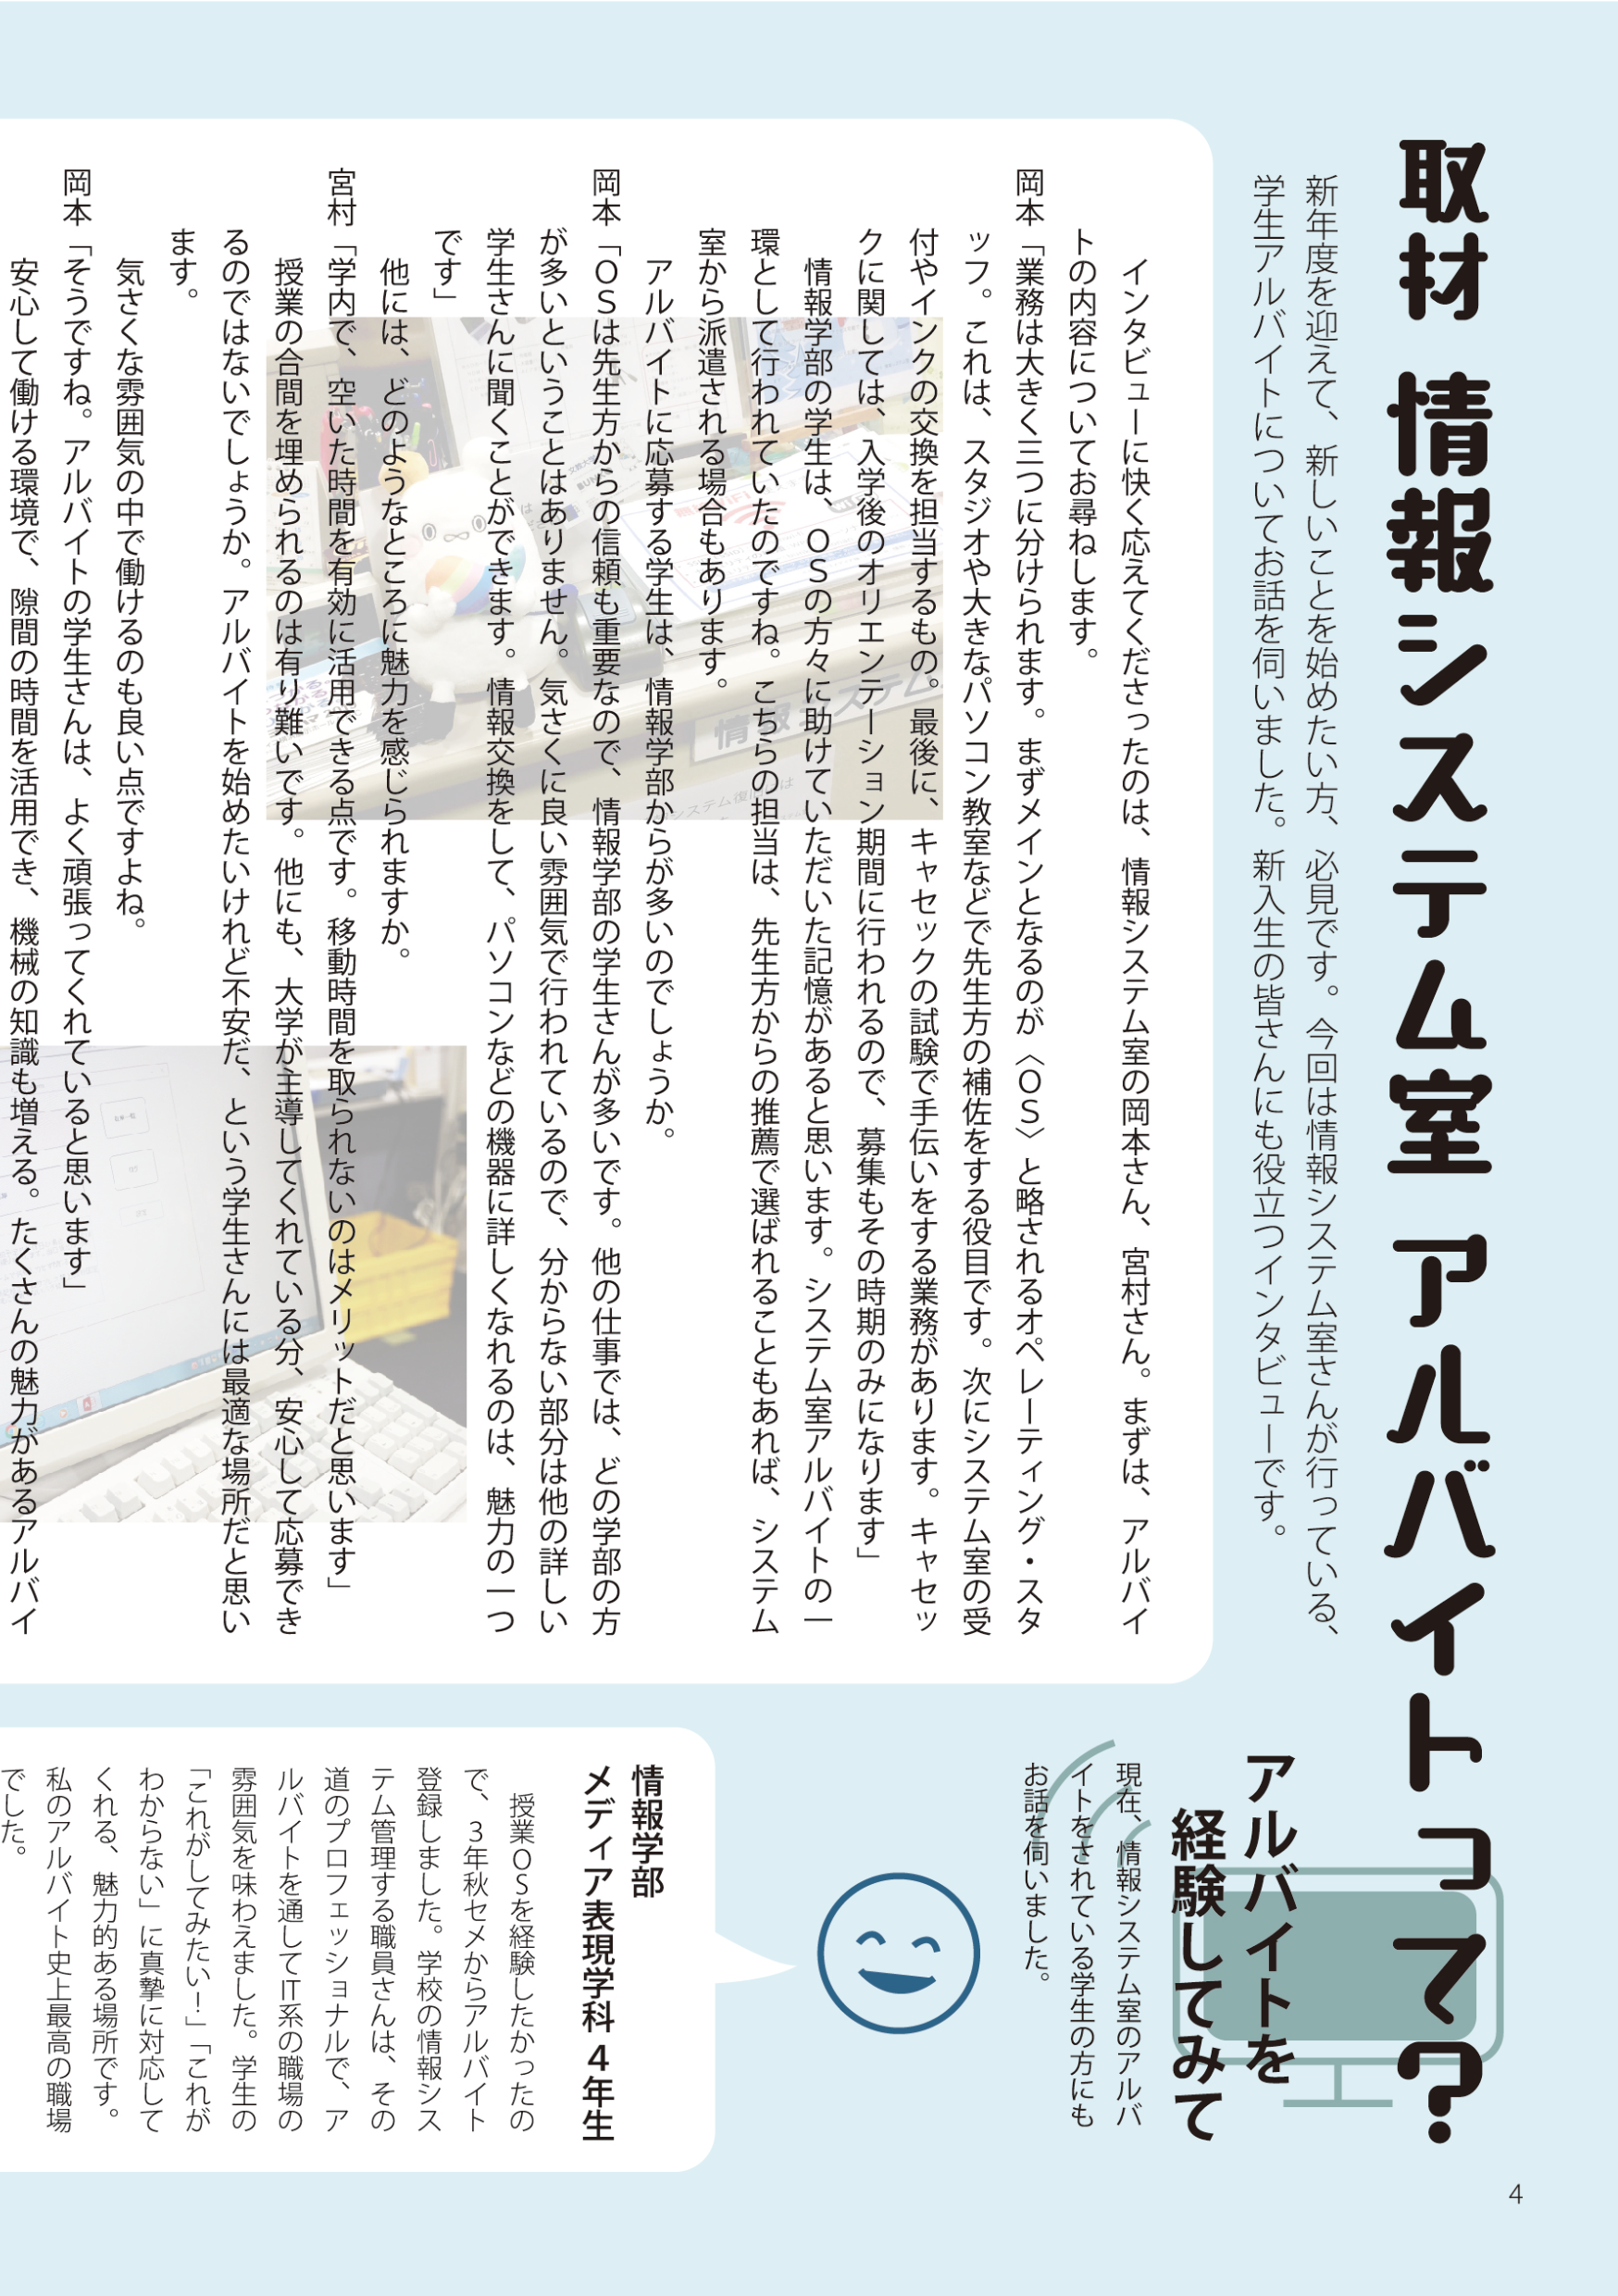 取材 情報システム室 アルバイトコマ？
新年度を迎えて、新しいことを始めたい方、必見です。今回は情報システム室さんが行っている、
学生アルバイトについてお話を伺いました。新入生の皆さんにも役立つインタビューです。
インタビューに快く応えてくださったのは、情報システム室の岡本さん、宮村さん。まずは、アルバイ
トの内容についてお尋ねします。
岡本「業務は大きく三つに分けられます。まずメインとなるのが〈ＯＳ〉と略されるオペレーティング・スタ
ッフ。これは、スタジオや大きなパソコン教室などで先生方の補佐をする役目です。次にシステム室の受
付やインクの交換を担当するもの。最後に、キャセックの試験で手伝いをする業務があります。キャセッ
クに関しては、入学後のオリエンテーション期間に行われるので、募集もその時期のみになります」
情報学部の学生は、ＯＳの方々に助けていただいた記憶があると思います。システム室アルバイトの一
環として行われていたのですね。こちらの担当は、先生方からの推薦で選ばれることもあれば、システム
室から派遣される場合もあります。
アルバイトに応募する学生は、情報学部からが多いのでしょうか。
岡本「ＯＳは先生方からの信頼も重要なので、情報学部の学生さんが多いです。他の仕事では、どの学部の方
が多いということはありません。気さくに良い雰囲気で行われているので、分からない部分は他の詳しい
学生さんに聞くことができます。情報交換をして、パソコンなどの機器に詳しくなれるのは、魅力の一つ
です」
他には、どのようなところに魅力を感じられますか。
宮村「学内で、空いた時間を有効に活用できる点です。移動時間を取られないのはメリットだと思います」
授業の合間を埋められるのは有り難いです。他にも、大学が主導してくれている分、安心して応募でき
るのではないでしょうか。アルバイトを始めたいけれど不安だ、という学生さんには最適な場所だと思い
ます。
気さくな雰囲気の中で働けるのも良い点ですよね。
岡本「そうですね。アルバイトの学生さんは、よく頑張ってくれていると思います」
安心して働ける環境で、隙間の時間を活用でき、機械の知識も増える。たくさんの魅力があるアルバイ
情報システム
アルバイトを
経験してみて
現在、情報システム室のアルバ
イトをされている学生の方にも
お話を伺いました。
情報学部
メディア表現学科 4年生
授業ＯＳを経験したかったの
で、3年秋セメからアルバイト
登録しました。学校の情報シス
テム管理する職員さんは、その
道のプロフェッショナルで、ア
ルバイトを通してIT系の職場の
雰囲気を味わえました。学生の
「これがしてみたい！」「これが
わからない」に真摯に対応して
くれる、魅力的ある場所です。
私のアルバイト史上最高の職場
でした。
4